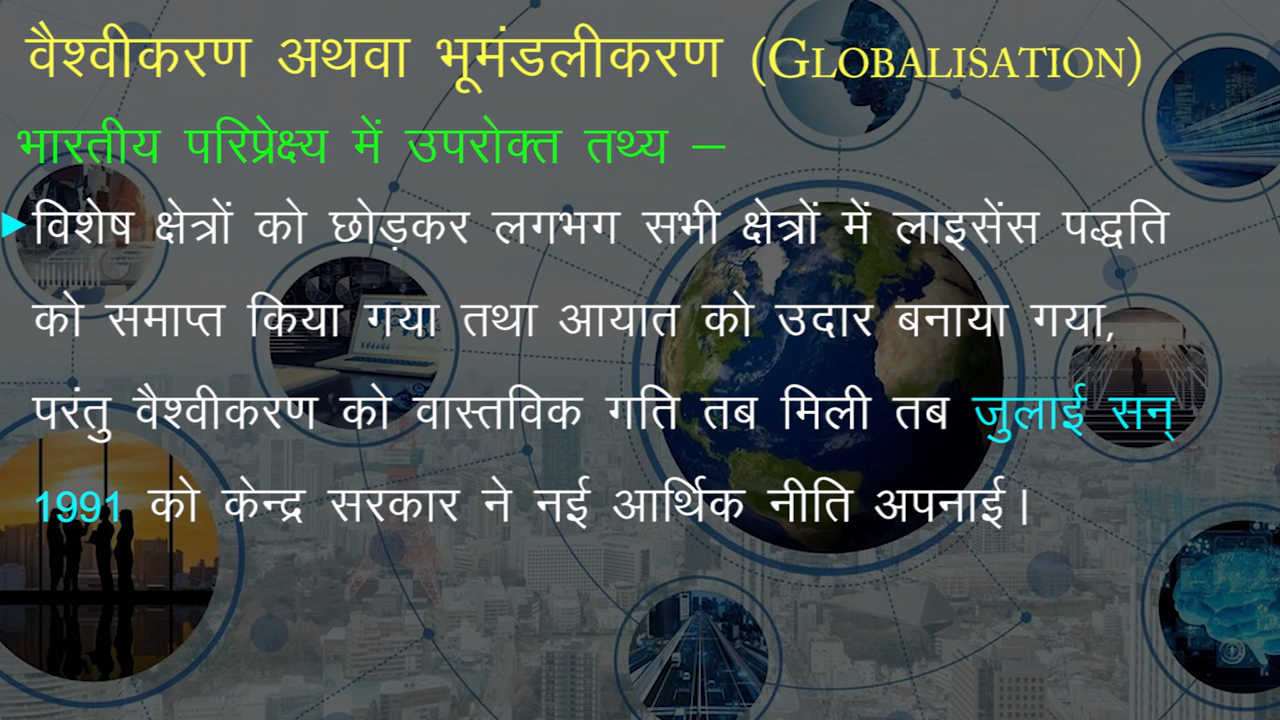 वैश्वीकरण अथवा भूमंडलीकरण (GLOBALISATION)
भारतीय परिप्रेक्ष्य में उपरोक्त तथ्य –
विशेष क्षेत्रों को छोड़कर लगभग सभी क्षेत्रों में लाइसेंस पद्धति
को समाप्त किया गया तथा आयात को उदार बनाया गया,
परंतु वैश्वीकरण को वास्तविक गति तब मिली तब जुलाई सन्
1991 को केन्द्र सरकार ने नई आर्थिक नीति अपनाई।